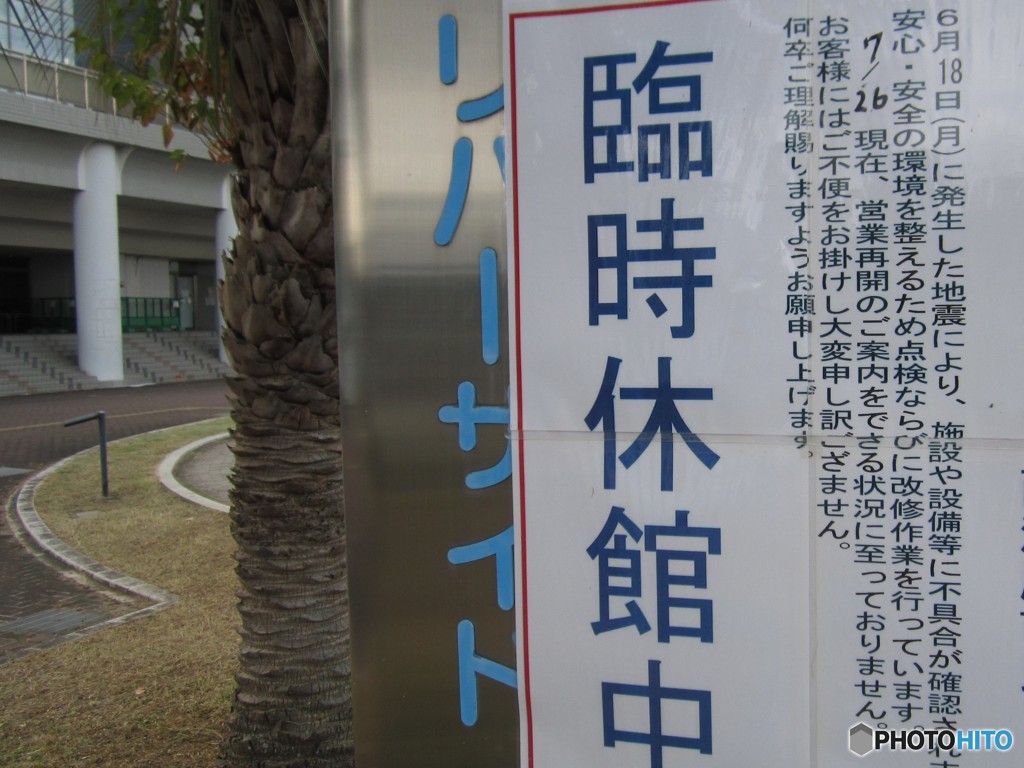 6月18日(月)に発生した地震により、施設や設備等に不具合が確認され
安心・安全の環境を整えるため点検ならびに改修作業を行っています。
7/26 現在、営業再開のご案内をできる状況に至っておりません。
お客様にはご不便をお掛けし大変申し訳ございません。
何卒ご理解賜りますようお願い申し上げます。
臨時休館中
リバーサイド
PHOTOHITO